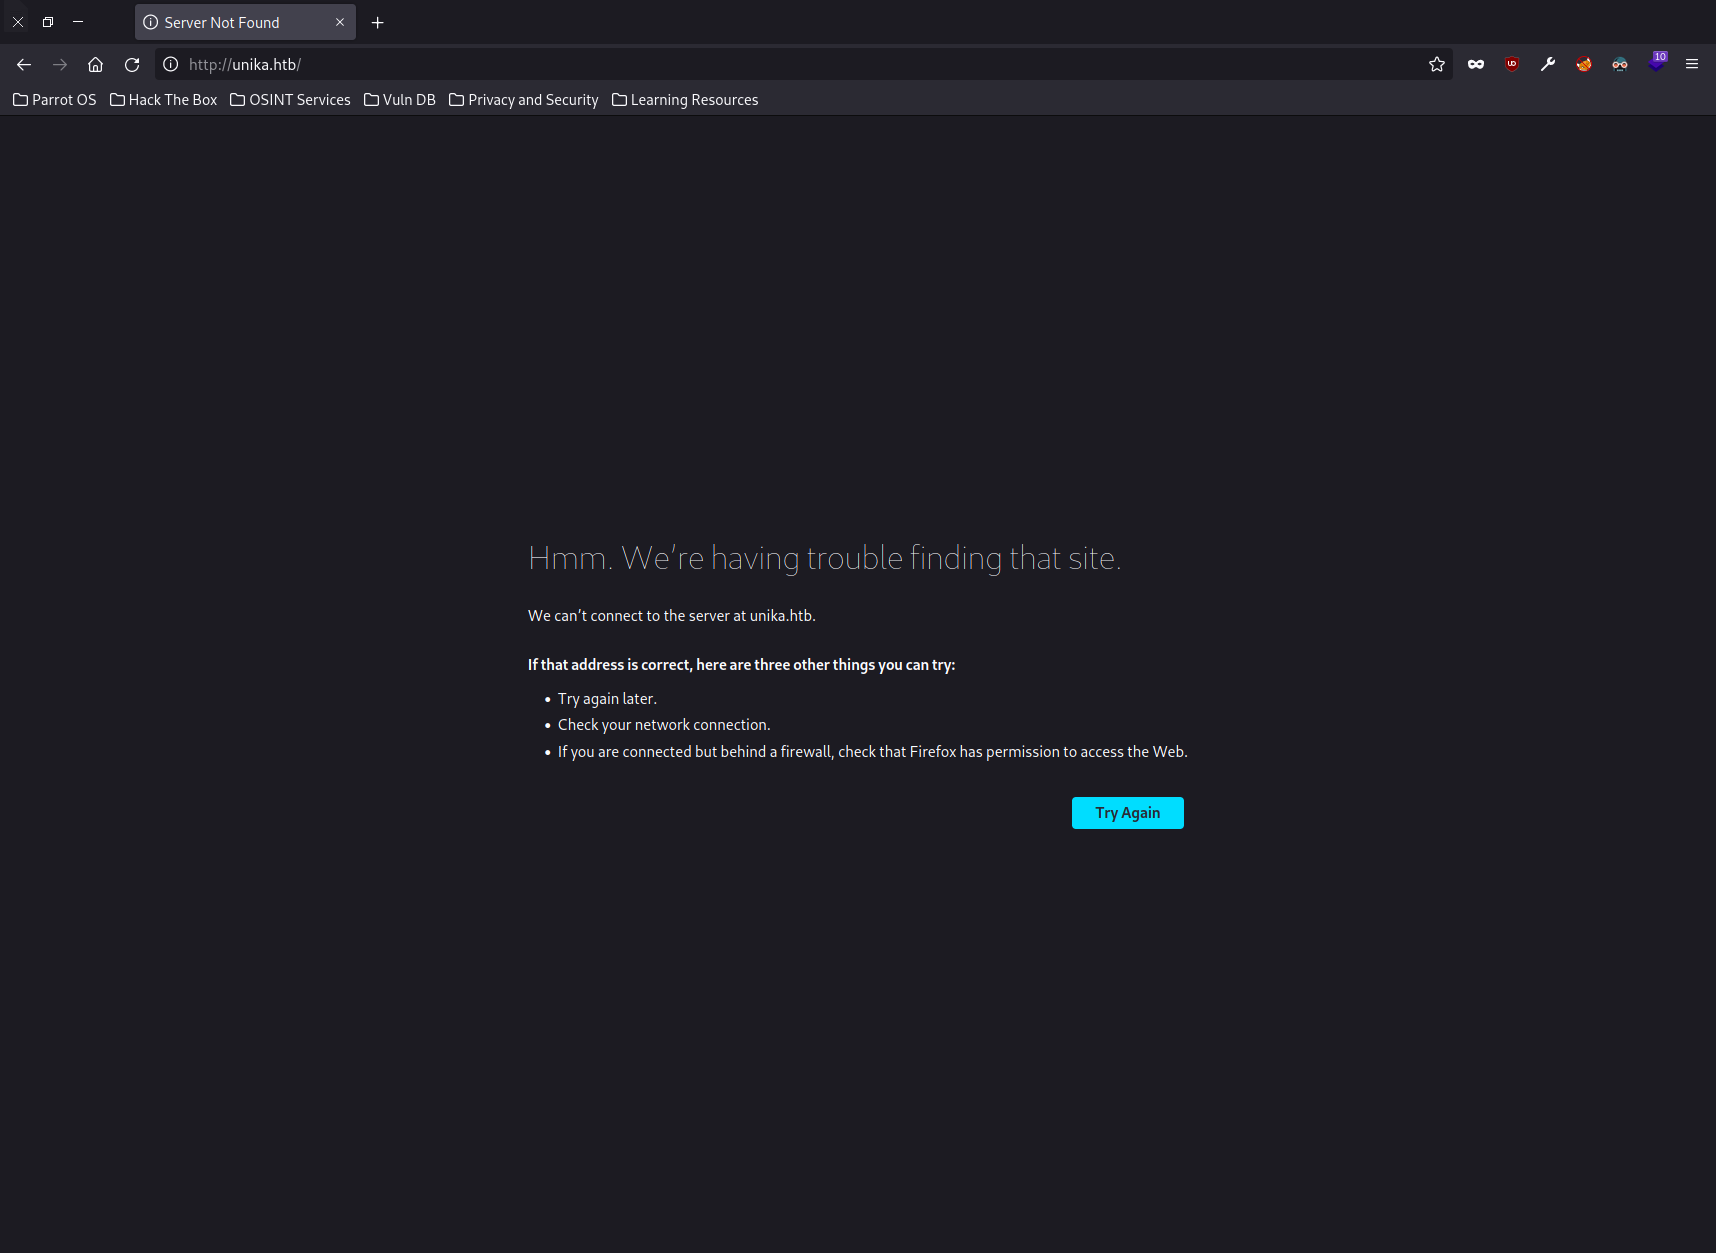 Server Not Found
http://unika.htb/
10
Parrot OS Hack The Box OSINT Services Vuln DB Privacy and Security Learning Resources
Hmm. We're having trouble finding that site.
We can’t connect to the server at unika.htb.
If that address is correct, here are three other things you can try:
• Try again later.
• Check your network connection.
• If you are connected but behind a firewall, check that Firefox has permission to access the Web.
Try Again